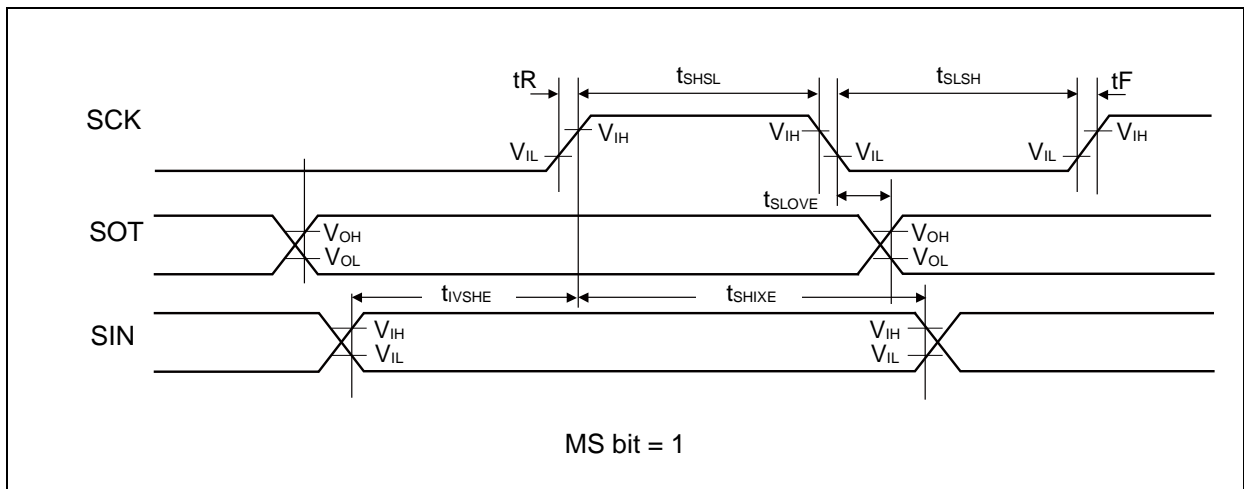 tR tSHSL tSLSH tF
SCK
VIH VIH VIH
VIL VIL VIL
tSLOVE
SOT
VOH VOH
VOL VOL
tIVSHE tSHIXE
SIN
VIH VIH
VIL VIL
MS bit = 1